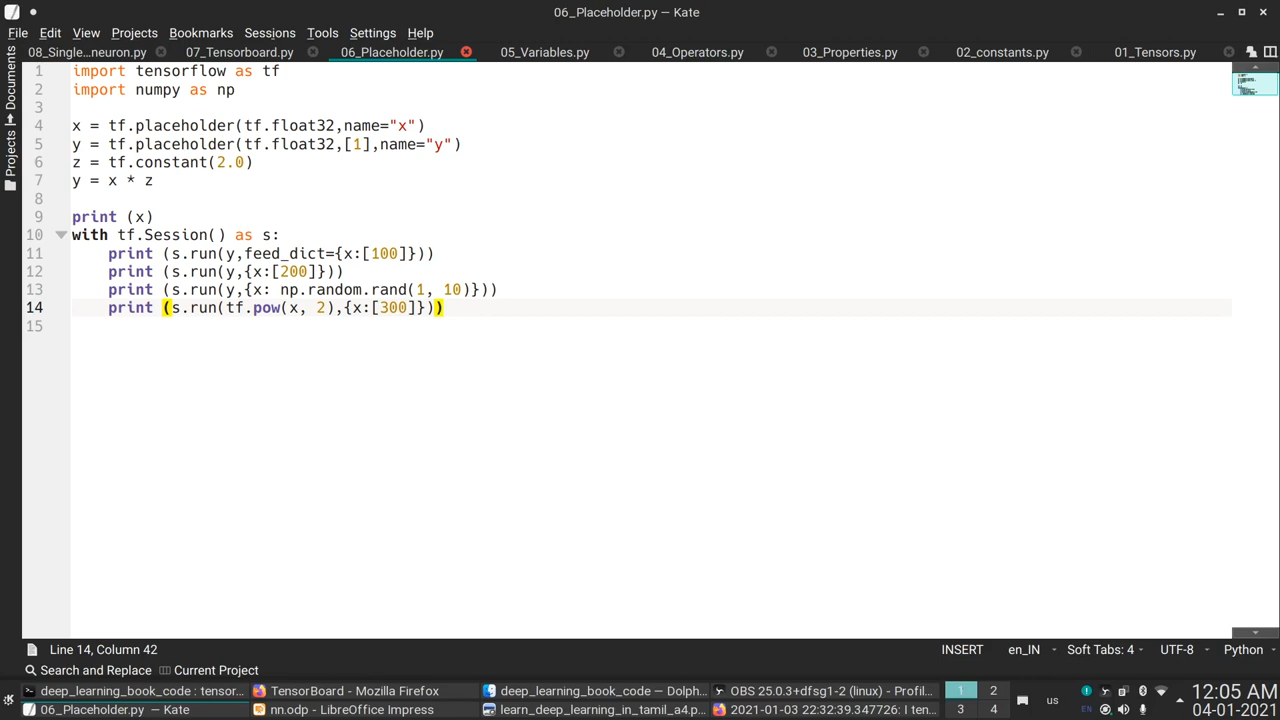 06_Placeholder.py — Kate
File Edit View Projects Bookmarks Sessions Tools Settings Help
08_Single...neuron.py 07_Tensorboard.py 06_Placeholder.py 05_Variables.py 04_Operators.py 03_Properties.py 02_constants.py 01_Tensors.py
Documents
Projects
1 import tensorflow as tf
2 import numpy as np
3
4 x = tf.placeholder(tf.float32,name="x")
5 y = tf.placeholder(tf.float32,[1],name="y")
6 z = tf.constant(2.0)
7 y = x * z
8
9 print (x)
10 with tf.Session() as s:
11 print (s.run(y,feed_dict={x:[100]}))
12 print (s.run(y,{x:[200]}))
13 print (s.run(y,{x: np.random.rand(1, 10)}))
14 print (s.run(tf.pow(x, 2),{x:[300]}))
15
Line 14, Column 42 INSERT en_IN Soft Tabs: 4 UTF-8 Python
Search and Replace Current Project
deep_learning_book_code : tensor... TensorBoard - Mozilla Firefox deep_learning_book_code — Dolph... OBS 25.0.3+dfsg1-2 (linux) - Profil... 1 2 12:05 AM
06_Placeholder.py — Kate nn.odp - LibreOffice Impress learn_deep_learning_in_tamil_a4.p... 2021-01-03 22:32:39.347726: I ten... 3 4 us EN 04-01-2021